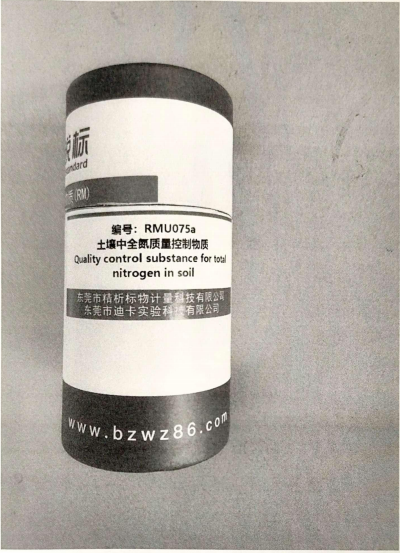 标
编号：RMU075a
土壤中全氮质量控制物质
Quality control substance for total
nitrogen in soil
东莞市精析标物计量科技有限公司
东莞市迪卡实验科技有限公司
www.bzwz86.com